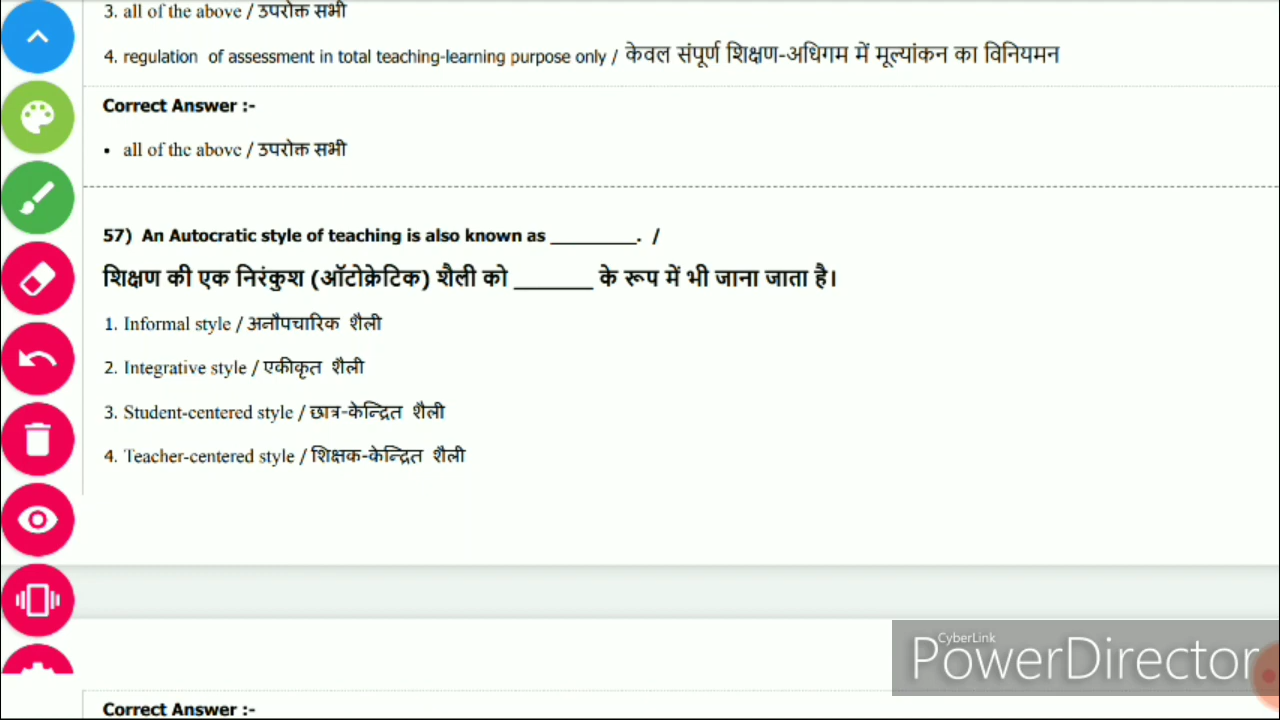 3. all of the above / उपरोक्त सभी
4. regulation of assessment in total teaching-learning purpose only / केवल संपूर्ण शिक्षण-अधिगम में मूल्यांकन का विनियमन
Correct Answer :-
• all of the above / उपरोक्त सभी
57) An Autocratic style of teaching is also known as _________. /
शिक्षण की एक निरंकुश (ऑटोक्रेटिक) शैली को _______ के रूप में भी जाना जाता है।
1. Informal style / अनौपचारिक शैली
2. Integrative style / एकीकृत शैली
3. Student-centered style / छात्र-केन्द्रित शैली
4. Teacher-centered style / शिक्षक-केन्द्रित शैली
CyberLink
PowerDirector
Correct Answer :-